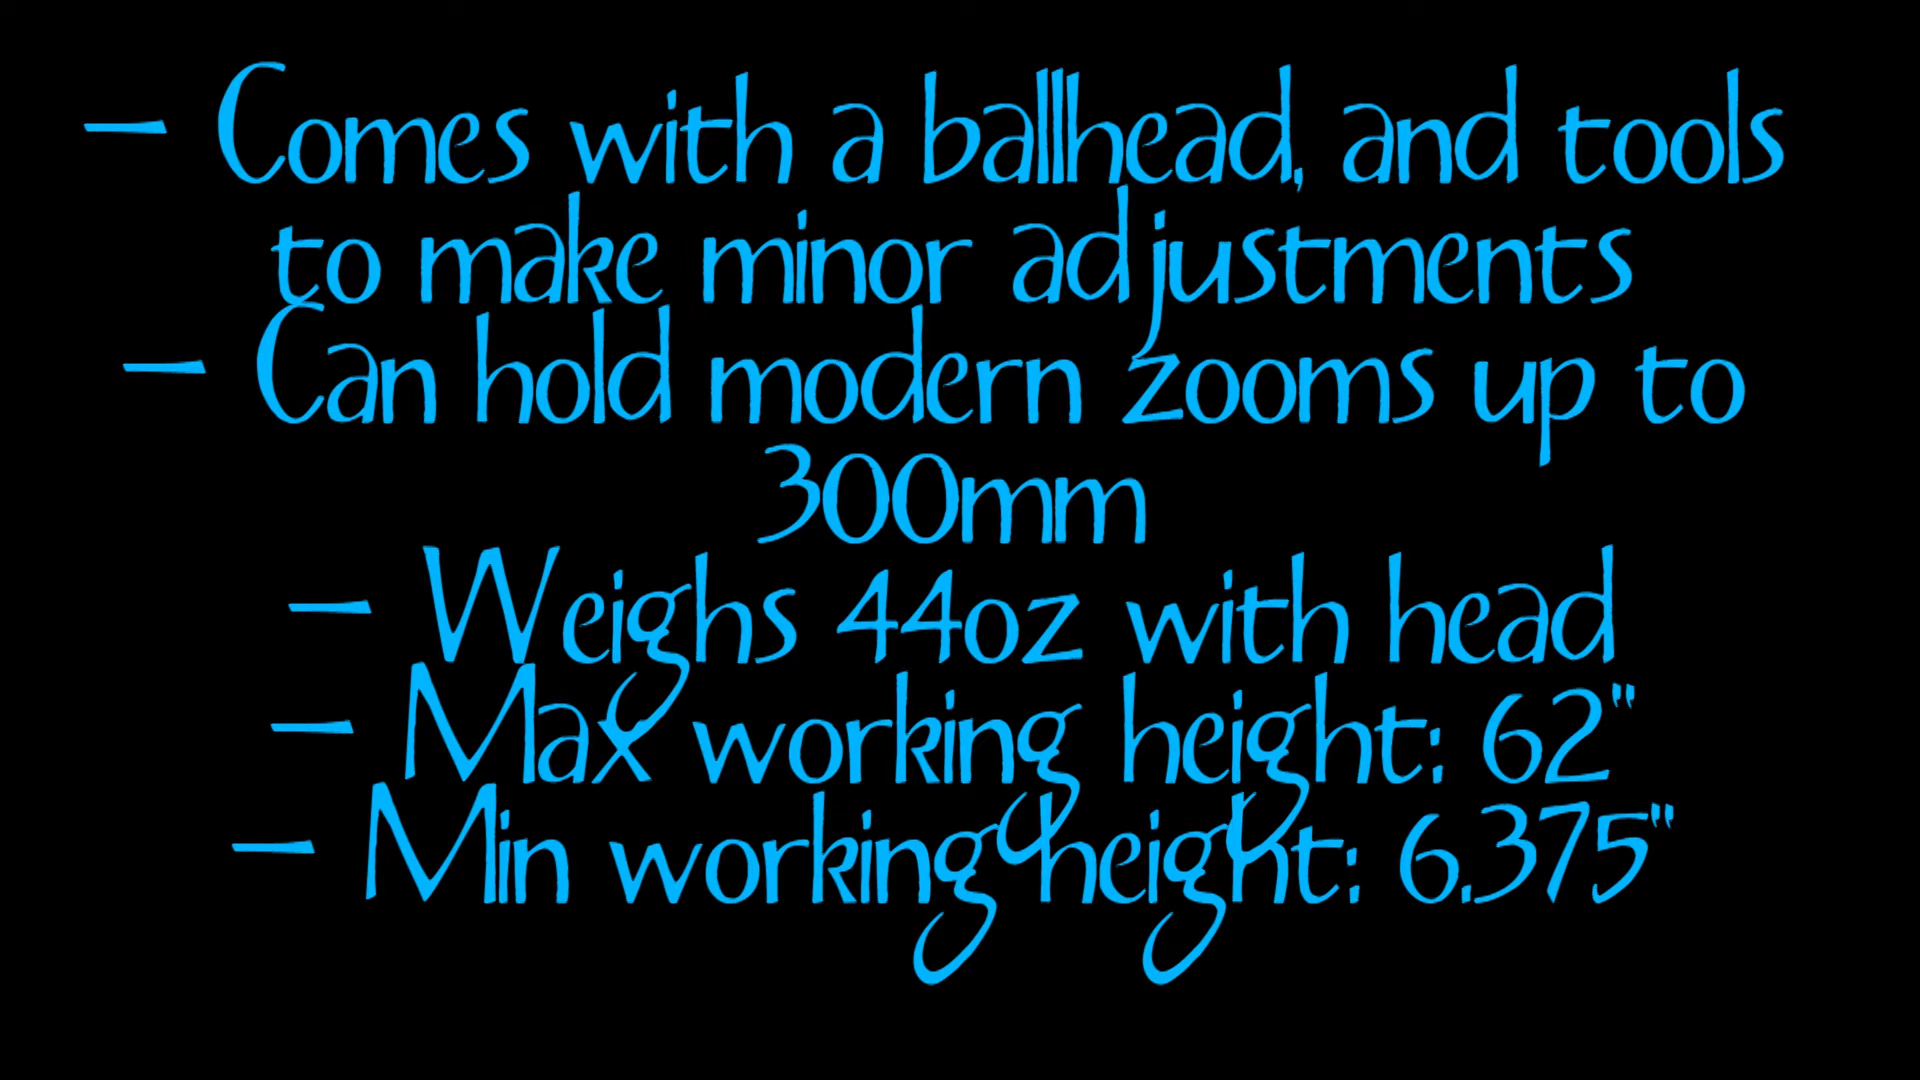 - Comes with a ballhead, and tools
to make minor adjustments
- Can hold modern zooms up to
300mm
- Weighs 44oz with head
- Max working height: 62"
- Min working height: 6.375"